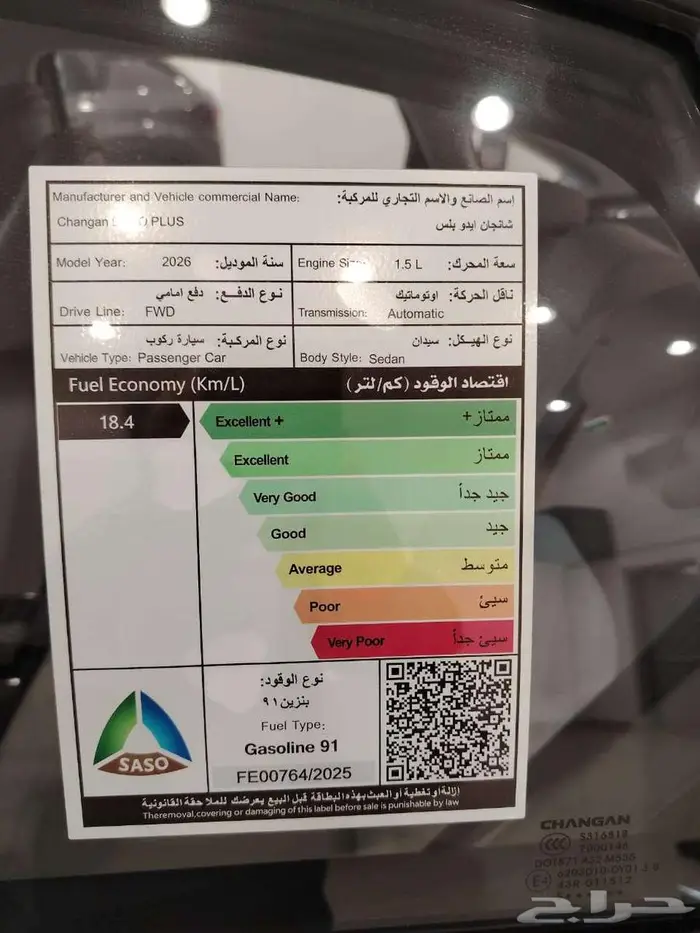 Manufacturer and Vehicle commercial Name: اسم الصانع والاسم التجاري للمركبة:
Changan PLUS شانجان ايدو بلس
Model Year: 2026 سنة الموديل:
Engine 1.5 L سعة المحرك:
Drive Line: FWD نوع الدفع: دفع امامي
Transmission: Automatic ناقل الحركة: اوتوماتيك
Vehicle Type: Passenger Car نوع المركبة: سيارة ركوب
Body Style: Sedan نوع الهيكل: سيدان
Fuel Economy (Km/L) اقتصاد الوقود (كم/لتر)
18.4
Excellent + ممتاز+
Excellent ممتاز
Very Good جيد جداً
Good جيد
Average متوسط
Poor سيئ
Very Poor سيئ جداً
نوع الوقود:
بنزين ٩١
Fuel Type:
Gasoline 91
FE00764/2025
SASO
إزالة او تغطية أو العبث بهذه البطاقة قبل البيع يعرضك للملاحقة القانونية
Theremoval,covering or damaging of this label before sale is punishable by law
CHANGAN
CCC
E4
حراج